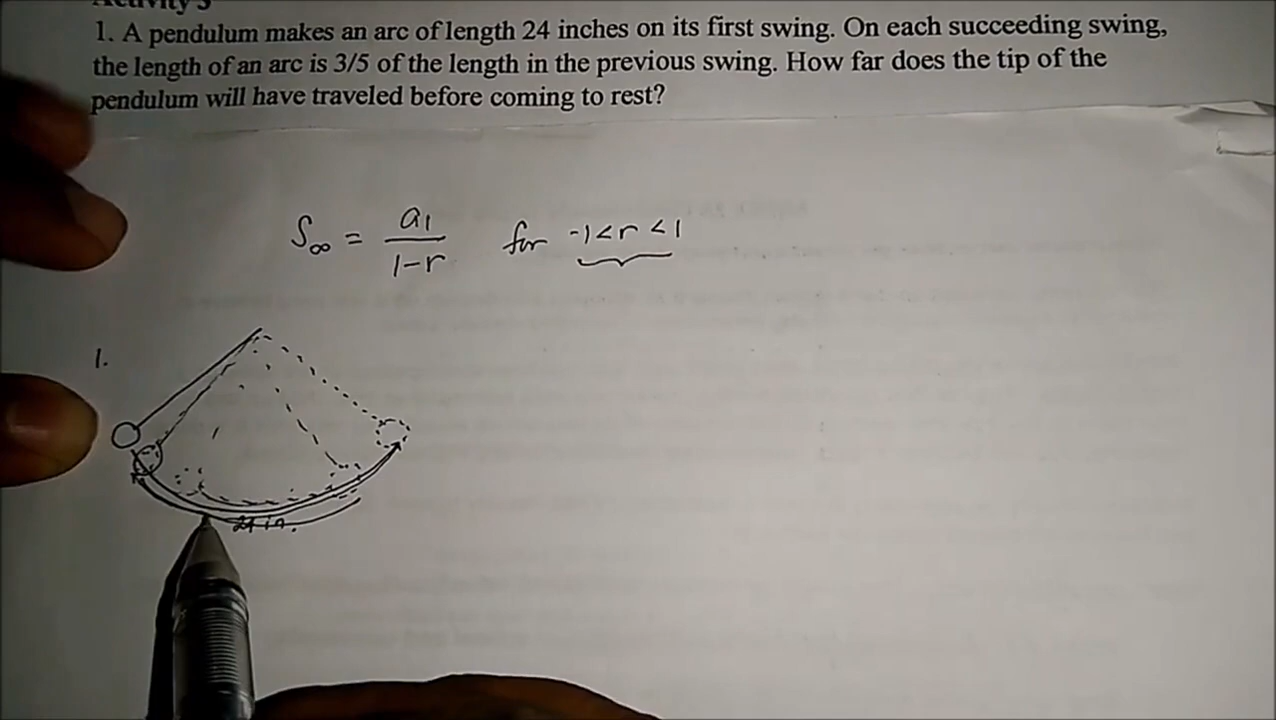 Activity 3
1. A pendulum makes an arc of length 24 inches on its first swing. On each succeeding swing,
the length of an arc is 3/5 of the length in the previous swing. How far does the tip of the
pendulum will have traveled before coming to rest?
S∞ = a1 / 1-r for -1<r<1
1.
24 in.